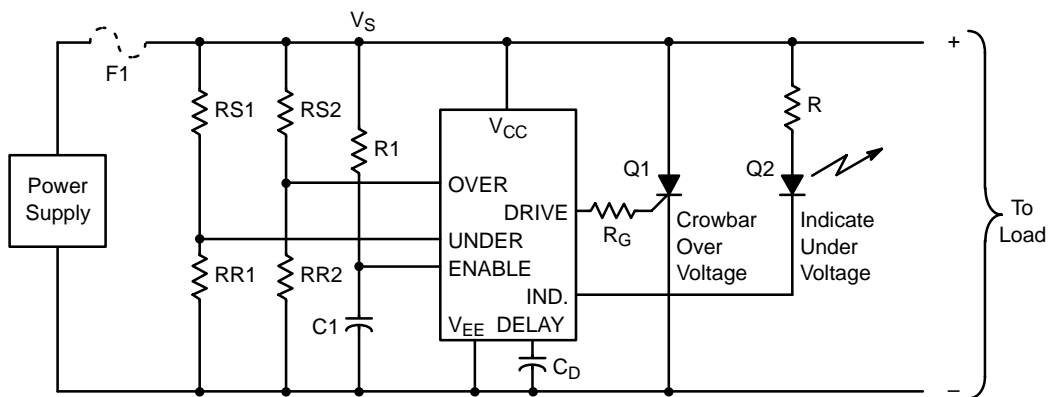 V_S
+
F1
RS1
RS2
R
R1
V_CC
Power
Supply
Q1
Q2
OVER
DRIVE
R_G
Crowbar
Over
Voltage
Indicate
Under
Voltage
To
Load
UNDER
ENABLE
RR1
RR2
IND.
C1
V_EE
DELAY
C_D
−